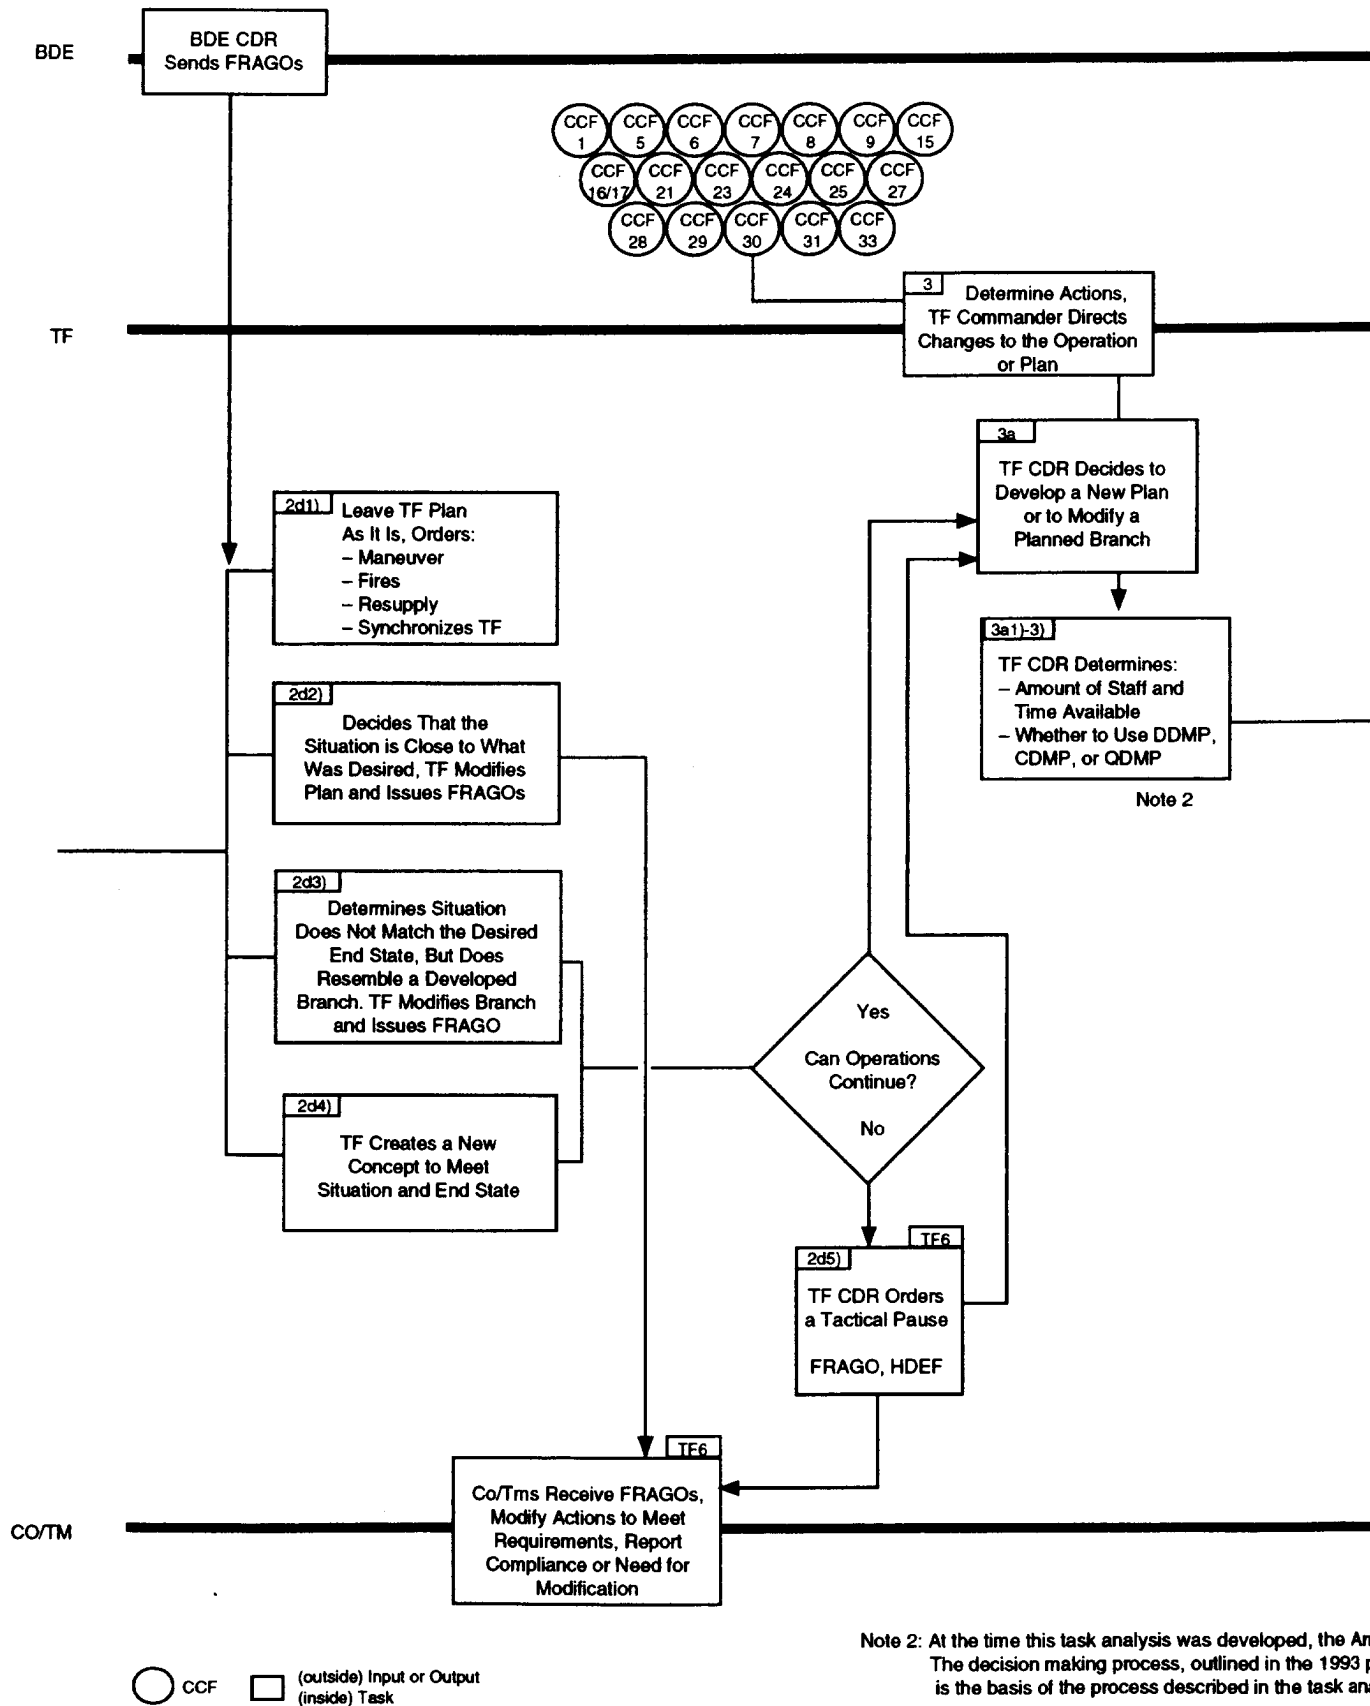 BDE
BDE CDR
Sends FRAGOs
CCF
1
CCF
5
CCF
6
CCF
7
CCF
8
CCF
9
CCF
15
CCF
16/17
CCF
21
CCF
23
CCF
24
CCF
25
CCF
27
CCF
28
CCF
29
CCF
30
CCF
31
CCF
33
TF
3
Determine Actions,
TF Commander Directs
Changes to the Operation
or Plan
3a
TF CDR Decides to
Develop a New Plan
or to Modify a
Planned Branch
2d1)
Leave TF Plan
As It Is, Orders:
– Maneuver
– Fires
– Resupply
– Synchronizes TF
3a1)-3)
TF CDR Determines:
– Amount of Staff and
Time Available
– Whether to Use DDMP,
CDMP, or QDMP
Note 2
2d2)
Decides That the
Situation is Close to What
Was Desired, TF Modifies
Plan and Issues FRAGOs
2d3)
Determines Situation
Does Not Match the Desired
End State, But Does
Resemble a Developed
Branch. TF Modifies Branch
and Issues FRAGO
Yes
Can Operations
Continue?
No
2d4)
TF Creates a New
Concept to Meet
Situation and End State
TF6
2d5)
TF CDR Orders
a Tactical Pause
FRAGO, HDEF
TF6
Co/Tms Receive FRAGOs,
Modify Actions to Meet
Requirements, Report
Compliance or Need for
Modification
CO/TM
Note 2: At the time this task analysis was developed, the
The decision making process, outlined in the 1993
is the basis of the process described in the task
CCF
(outside) Input or Output
(inside) Task